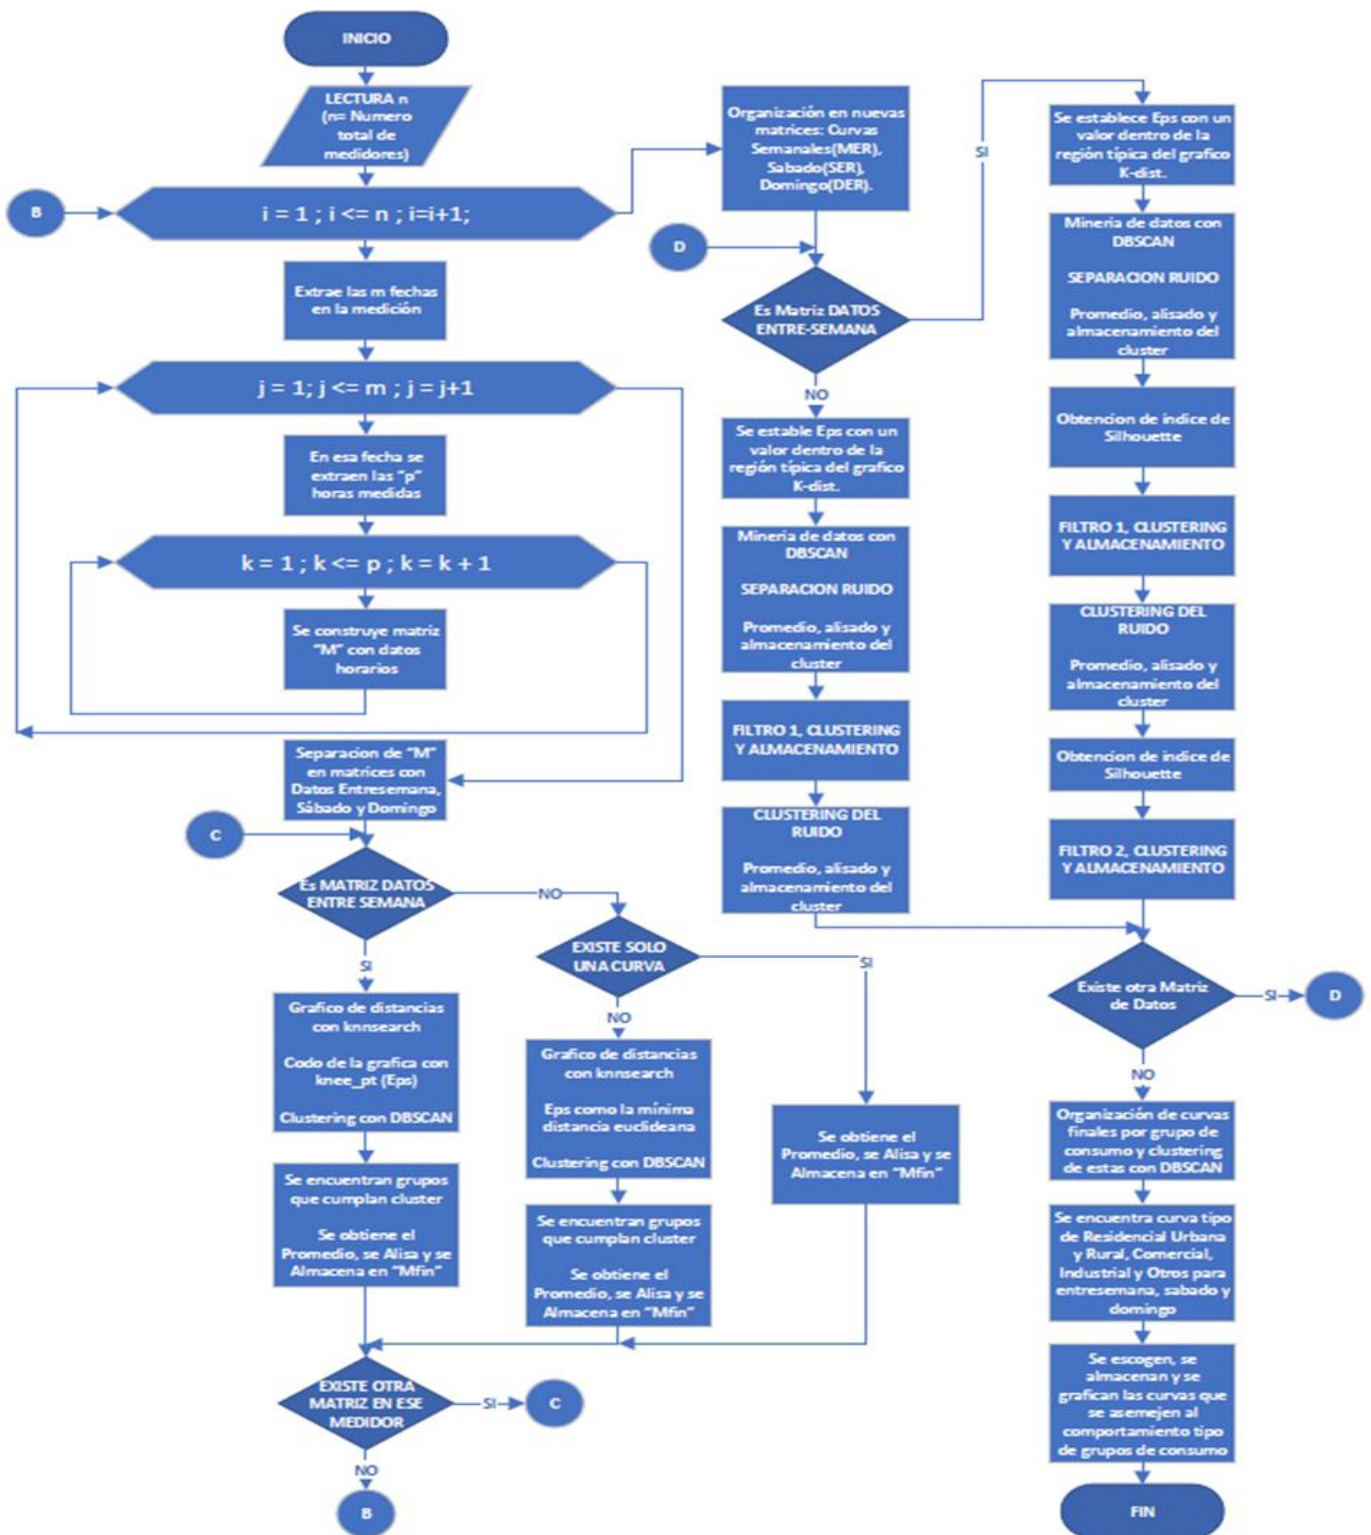 INICIO
LECTURA n
(n= Numero
total de
medidores)
B
i = 1 ; i <= n ; i=i+1;
Extrae las m fechas
en la medición
j = 1; j <= m ; j = j+1
En esa fecha se
extraen las "p"
horas medidas
k = 1 ; k <= p ; k = k + 1
Se construye matriz
"M" con datos
horarios
Separacion de "M"
en matrices con
Datos Entresemana,
Sábado y Domingo
C
Es MATRIZ DATOS
ENTRE SEMANA
NO
SI
Grafico de distancias
con knnsearch
Codo de la grafica con
knee_pt (Eps)
Clustering con DBSCAN
Se encuentran grupos
que cumplan cluster
Se obtiene el
Promedio, se Alisa y se
Almacena en "Mfin"
EXISTE SOLO
UNA CURVA
SI
NO
Grafico de distancias
con knnsearch
Eps como la mínima
distancia euclideana
Clustering con DBSCAN
Se encuentran grupos
que cumplan cluster
Se obtiene el
Promedio, se Alisa y se
Almacena en "Mfin"
Se obtiene el
Promedio, se Alisa y se
Almacena en "Mfin"
EXISTE OTRA
MATRIZ EN ESE
MEDIDOR
SI
C
NO
B
Organización en nuevas
matrices: Curvas
Semanales(MER),
Sabado(SER),
Domingo(DER).
D
Es Matriz DATOS
ENTRE-SEMANA
SI
NO
Se estable Eps con un
valor dentro de la
región típica del grafico
K-dist.
Mineria de datos con
DBSCAN
SEPARACION RUIDO
Promedio, alisado y
almacenamiento del
cluster
FILTRO 1, CLUSTERING
Y ALMACENAMIENTO
CLUSTERING DEL
RUIDO
Promedio, alisado y
almacenamiento del
cluster
Se establece Eps con un
valor dentro de la
región típica del grafico
K-dist.
Mineria de datos con
DBSCAN
SEPARACION RUIDO
Promedio, alisado y
almacenamiento del
cluster
Obtencion de indice de
Silhouette
FILTRO 1, CLUSTERING
Y ALMACENAMIENTO
CLUSTERING DEL
RUIDO
Promedio, alisado y
almacenamiento del
cluster
Obtencion de indice de
Silhouette
FILTRO 2, CLUSTERING
Y ALMACENAMIENTO
Existe otra Matriz
de Datos
SI
D
NO
Organización de curvas
finales por grupo de
consumo y clustering
de estas con DBSCAN
Se encuentra curva tipo
de Residencial Urbana
y Rural, Comercial,
Industrial y Otros para
entresemana, sabado y
domingo
Se escogen, se
almacenan y se
grafican las curvas que
se asemejen al
comportamiento tipo
de grupos de consumo
FIN